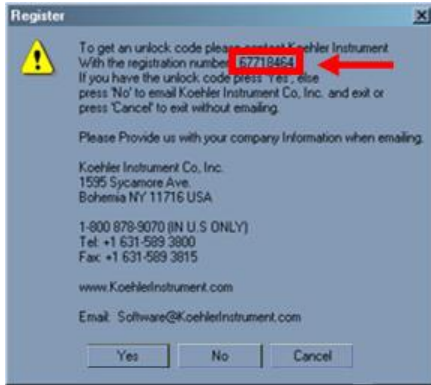 Register
To get an unlock code please contact Koehler Instrument
With the registration number 67718464
If you have the unlock code press 'Yes', else
press 'No' to email Koehler Instrument Co, Inc. and exit or
press 'Cancel' to exit without emailing.
Please Provide us with your company Information when emailing.
Koehler Instrument Co, Inc.
1595 Sycamore Ave.
Bohemia NY 11716 USA
1-800 878-9070 (IN U.S ONLY)
Tel: +1 631-589 3800
Fax: +1 631-589 3815
www.KoehlerInstrument.com
Email: Software@KoehlerInstrument.com
Yes No Cancel